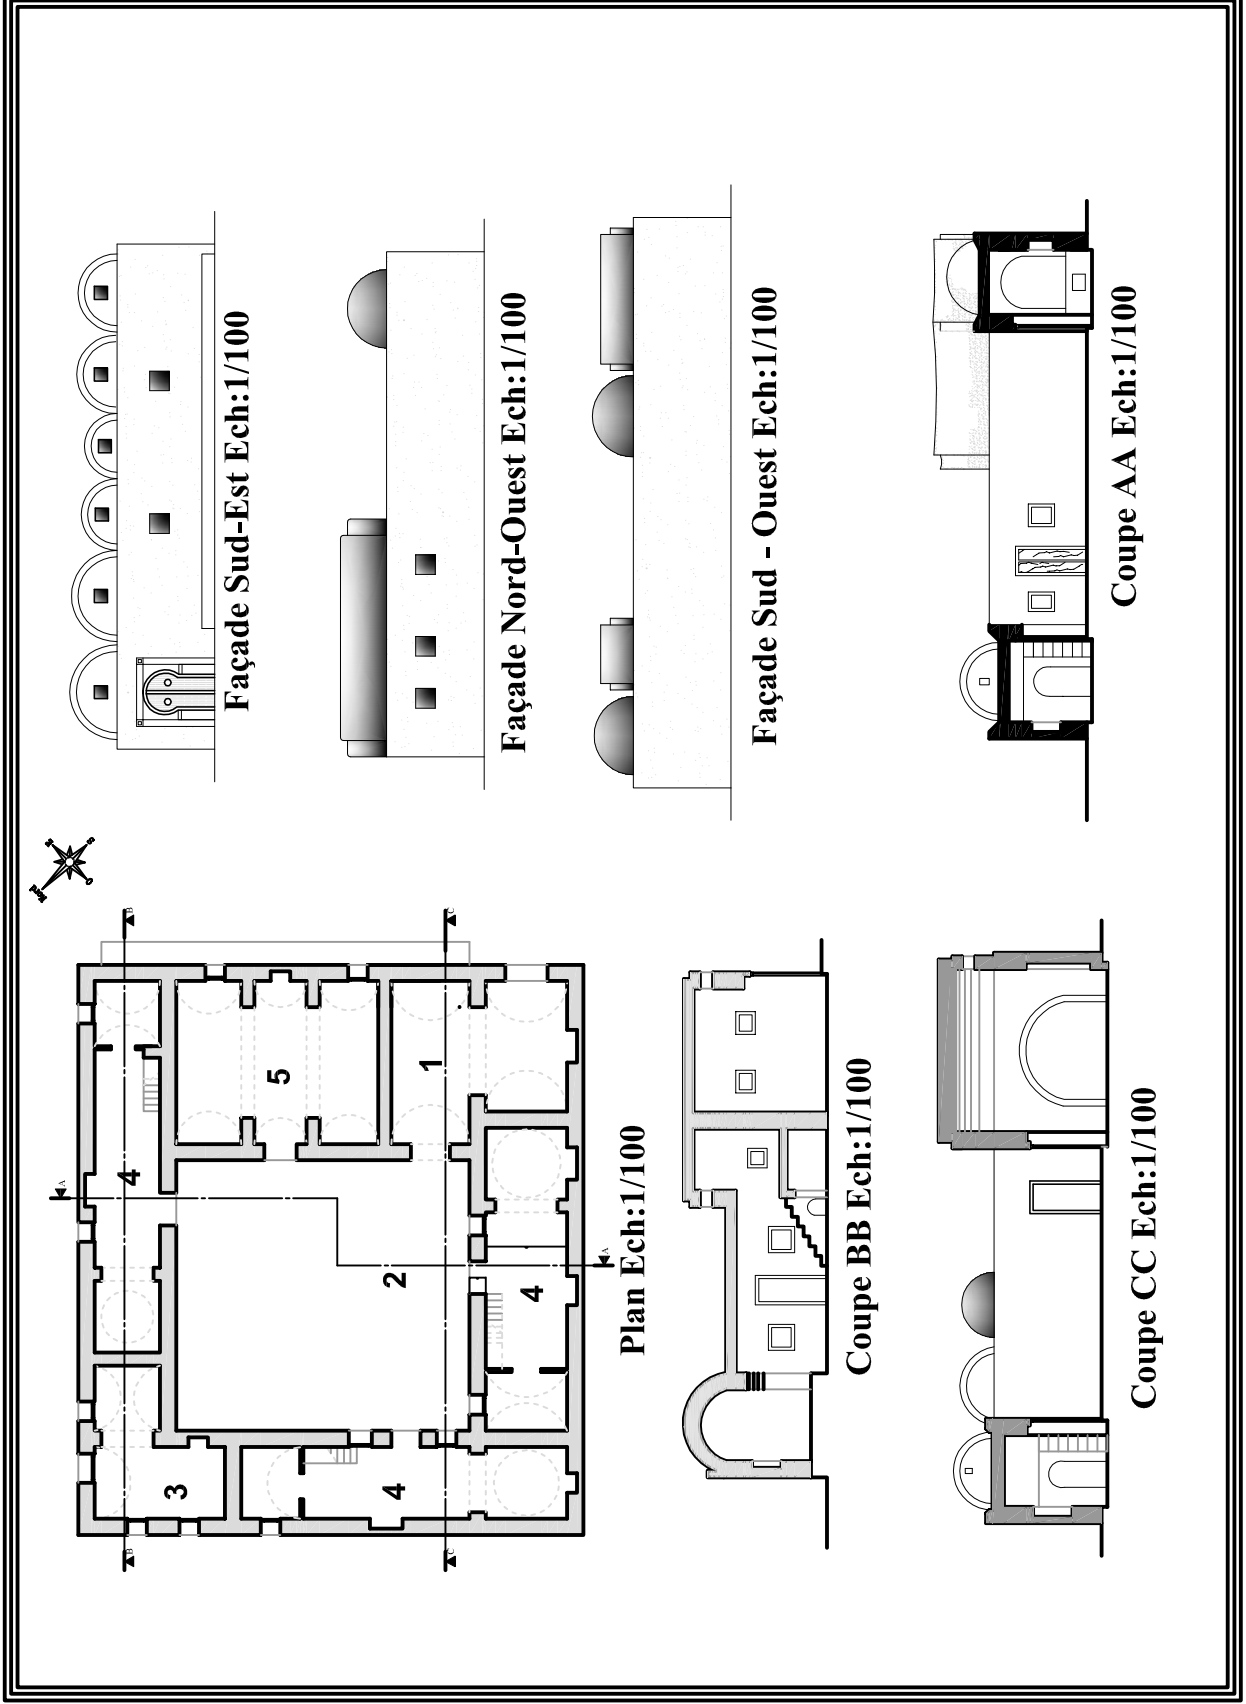 Façade Sud-Est Ech:1/100
Façade Nord-Ouest Ech:1/100
Façade Sud - Ouest Ech:1/100
Coupe AA Ech:1/100
Nord
S
O
B
C
A
4
5
1
2
4
3
4
A
B
C
Plan Ech:1/100
Coupe BB Ech:1/100
Coupe CC Ech:1/100